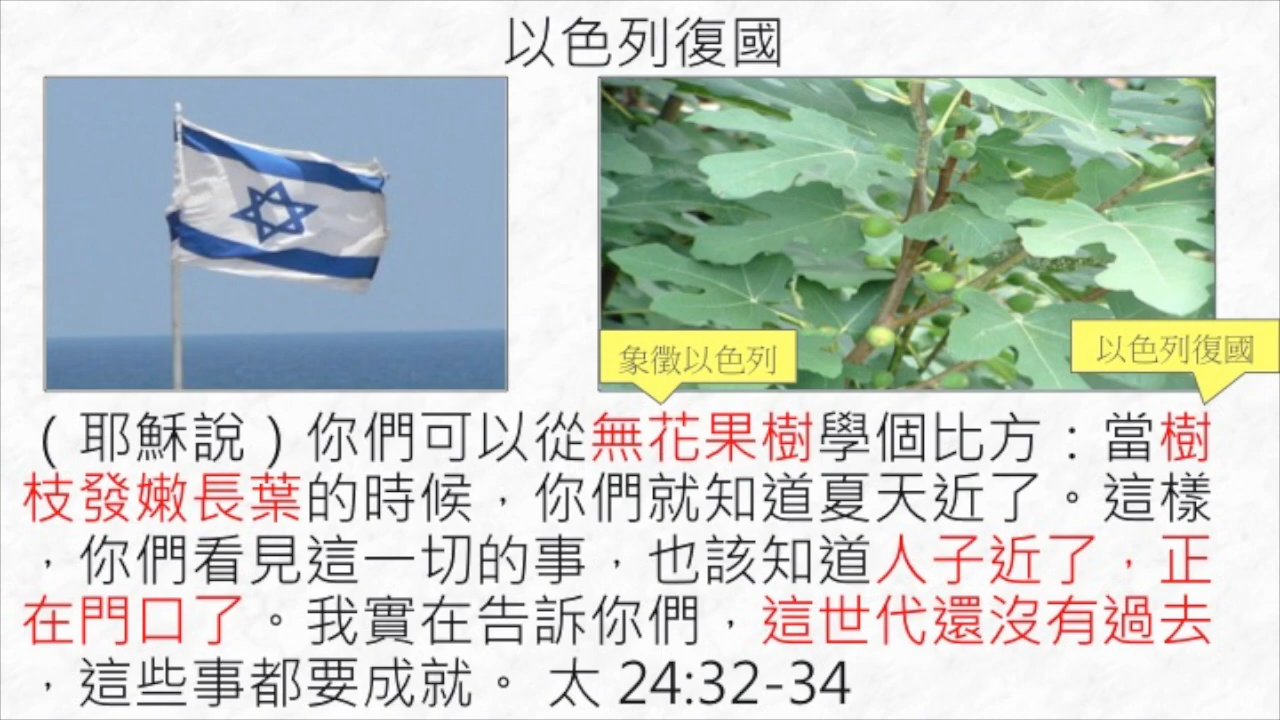 以色列復國
象徵以色列
以色列復國
（耶穌說）你們可以從無花果樹學個比方：當樹
枝發嫩長葉的時候，你們就知道夏天近了。這樣
，你們看見這一切的事，也該知道人子近了，正
在門口了。我實在告訴你們，這世代還沒有過去
，這些事都要成就。 太 24:32-34